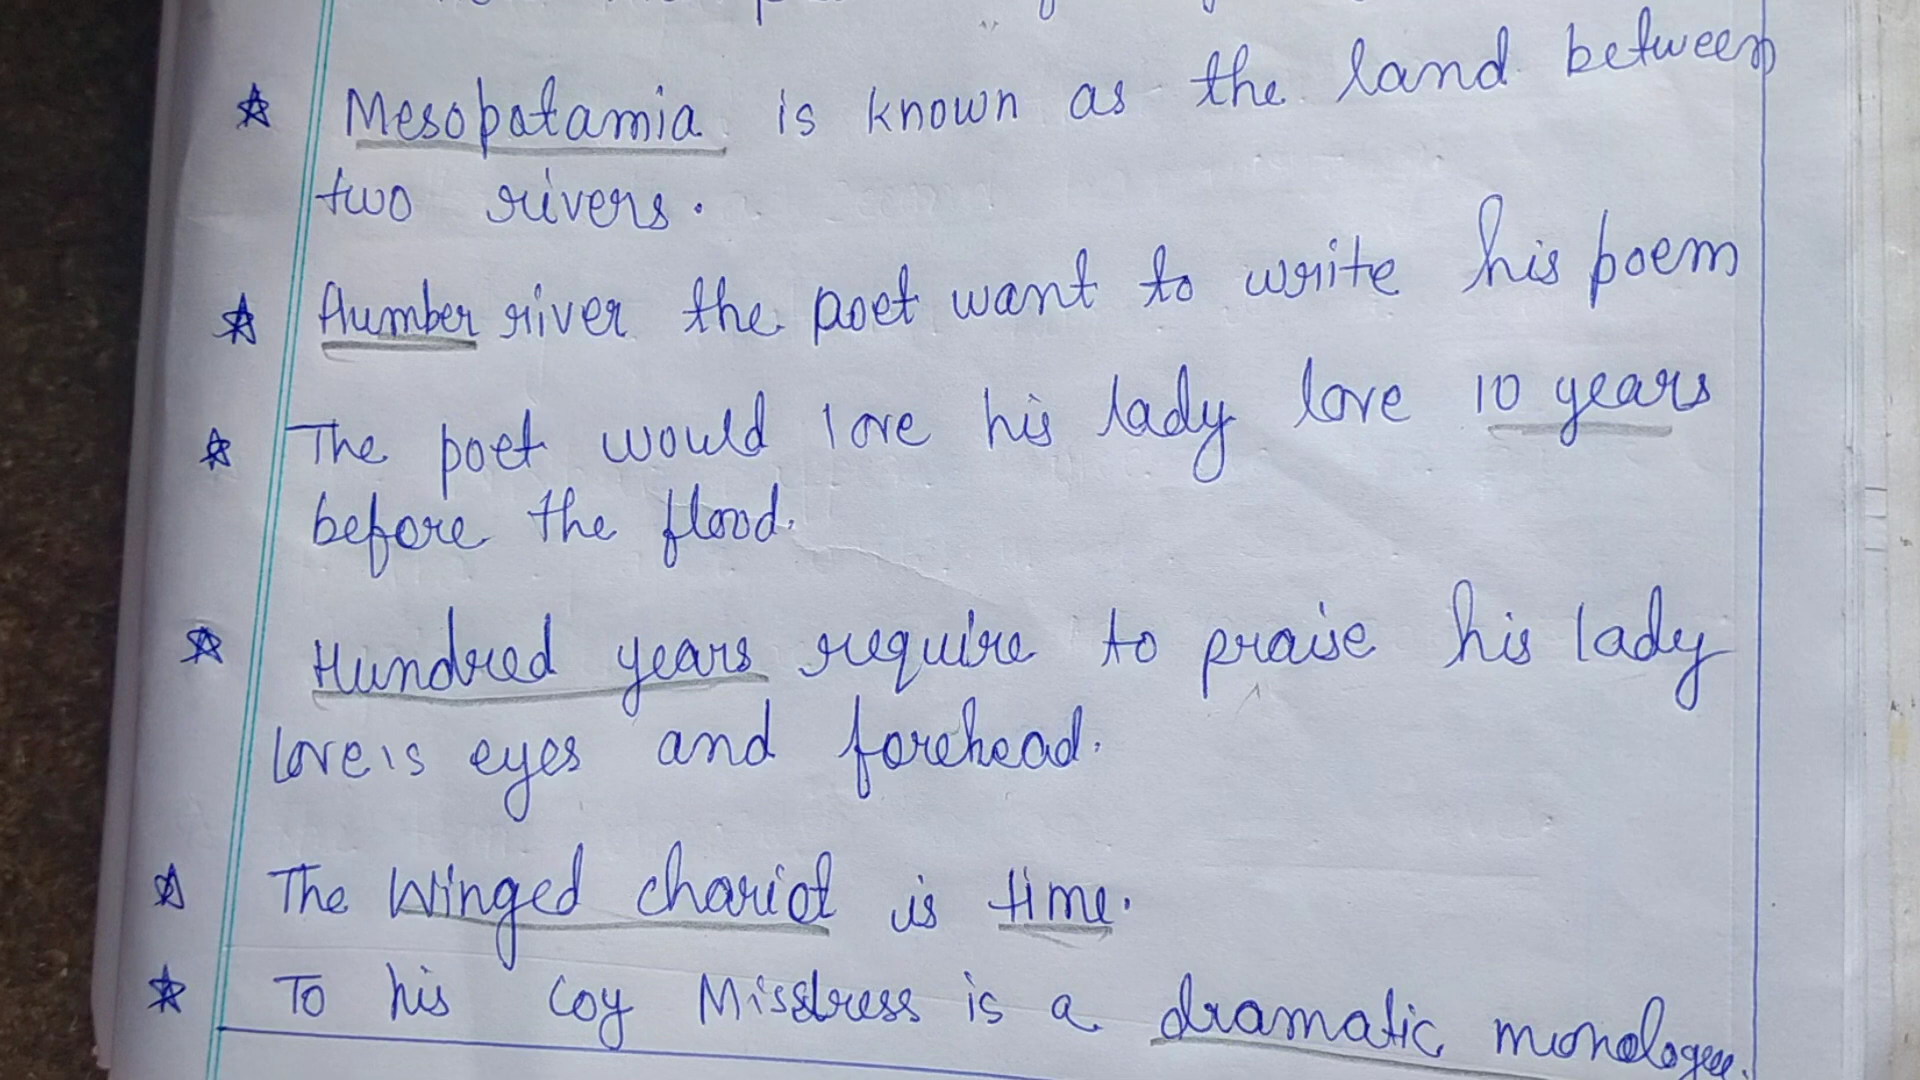 ☆ Mesopotamia is known as the land between
two rivers.
☆ Humber river the poet want to write his poem
☆ The poet would love his lady love 10 years
before the flood.
☆ Hundred years require to praise his lady
love's eyes and forehead.
☆ The Winged chariot is time.
☆ To his Coy Misstress is a dramatic monologue.